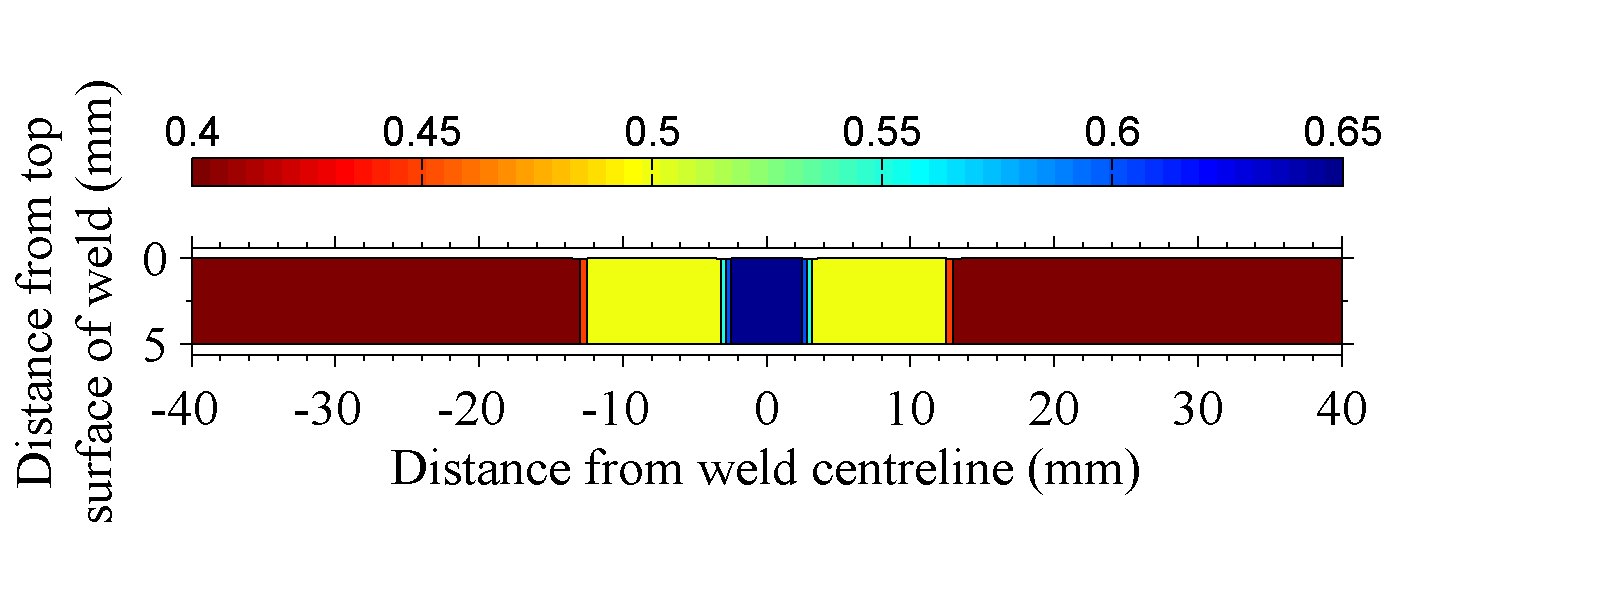 Distance from top
surface of weld (mm)
0.4 0.45 0.5 0.55 0.6 0.65
0
5
-40 -30 -20 -10 0 10 20 30 40
Distance from weld centreline (mm)